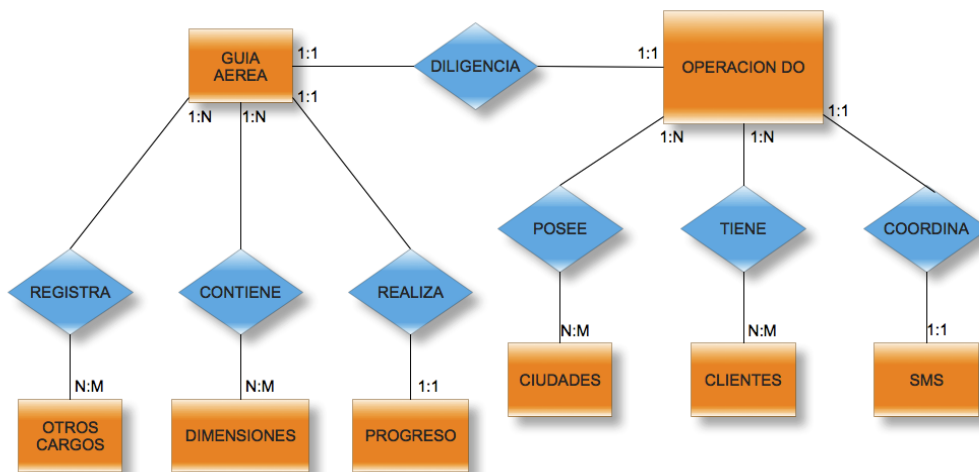 GUIA
AEREA
1:1
DILIGENCIA
1:1
OPERACION DO
1:1
1:N
1:N
1:1
1:N
1:N
POSEE
TIENE
COORDINA
REGISTRA
CONTIENE
REALIZA
N:M
N:M
1:1
CIUDADES
CLIENTES
SMS
N:M
N:M
1:1
OTROS
CARGOS
DIMENSIONES
PROGRESO